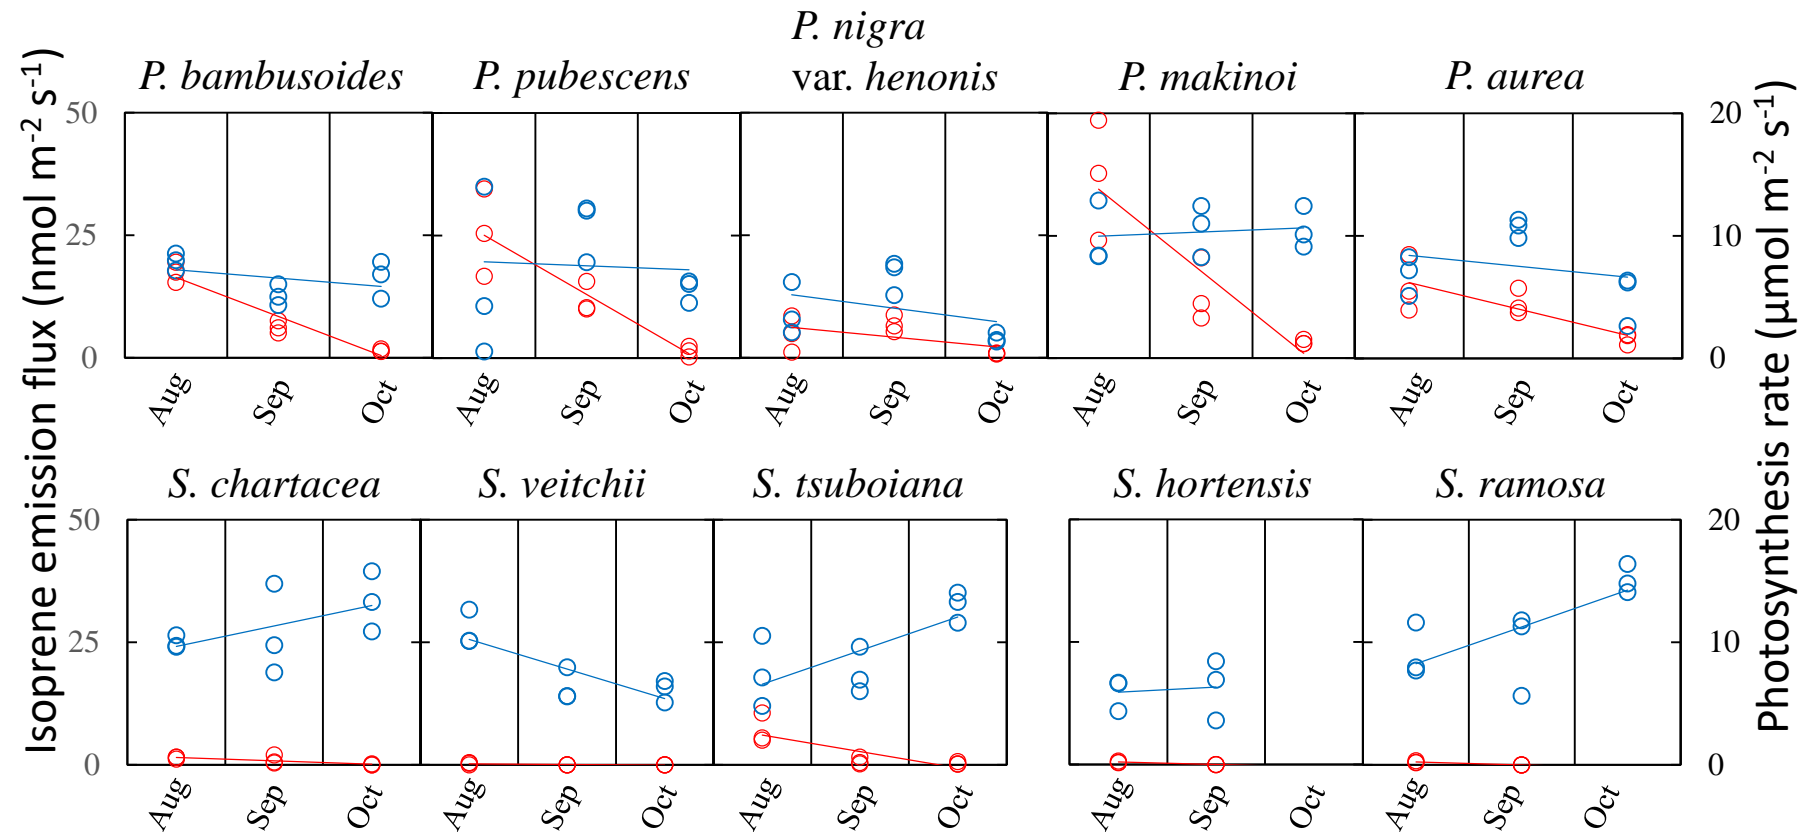 P. nigra
P. bambusoides P. pubescens var. henonis P. makinoi P. aurea
Isoprene emission flux (nmol m-2 s-1)
50
25
0
20
10
0
Photosynthesis rate (μmol m-2 s-1)
Aug Sep Oct Aug Sep Oct Aug Sep Oct Aug Sep Oct Aug Sep Oct
S. chartacea S. veitchii S. tsuboiana S. hortensis S. ramosa
50
25
0
20
10
0
Aug Sep Oct Aug Sep Oct Aug Sep Oct Aug Sep Oct Aug Sep Oct